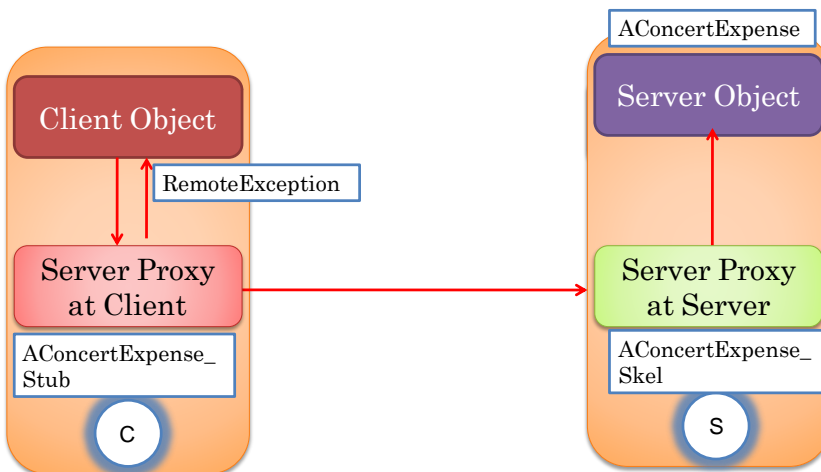 AConcertExpense
Client Object
Server Object
RemoteException
Server Proxy
at Client
Server Proxy
at Server
AConcertExpense_
Stub
AConcertExpense_
Skel
C
S